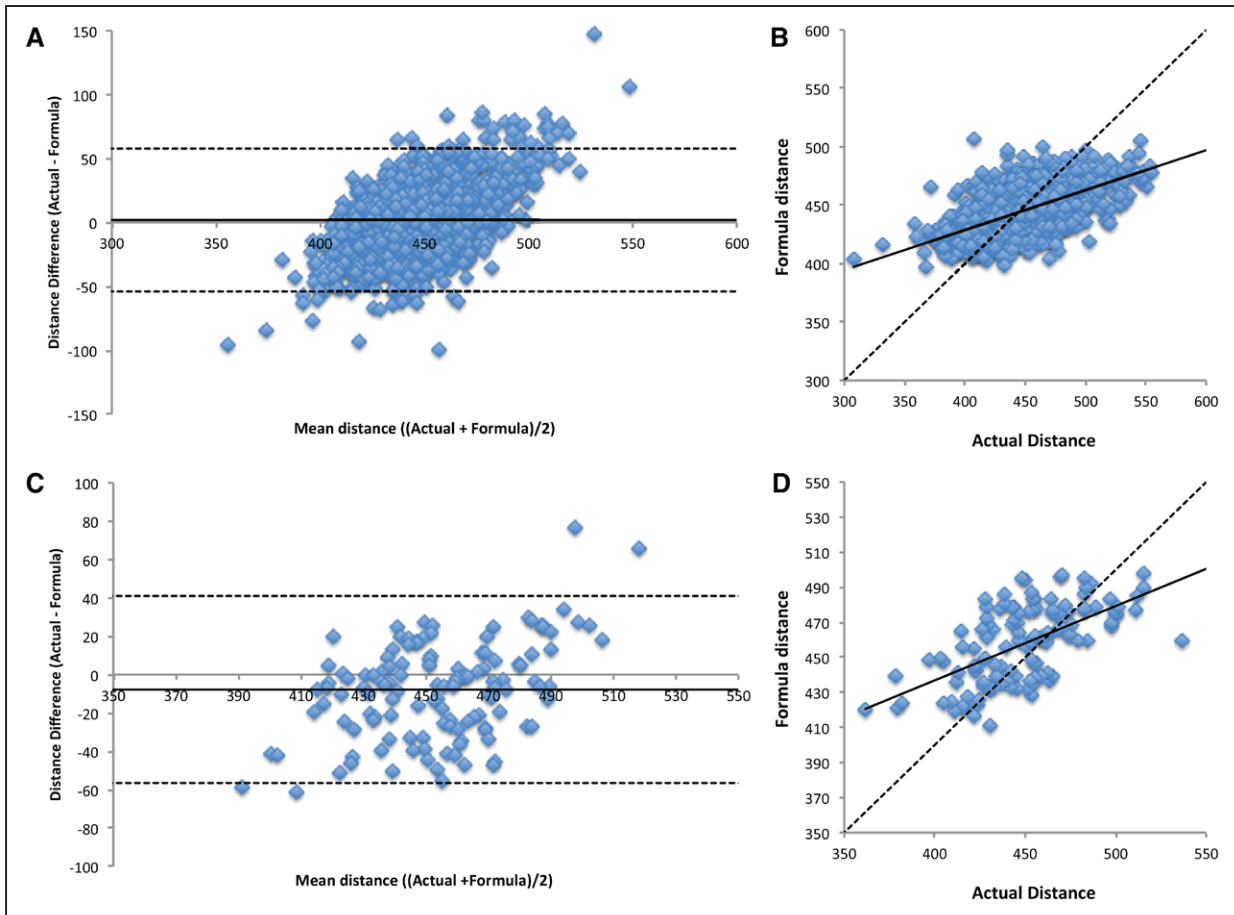 A
150
100
50
0
-50
-100
-150
300 350 400 450 500 550 600
Distance Difference (Actual - Formula)
Mean distance ((Actual + Formula)/2)
B
600
550
500
450
400
350
300
300 350 400 450 500 550 600
Formula distance
Actual Distance
C
100
80
60
40
20
0
-20
-40
-60
-80
-100
350 370 390 410 430 450 470 490 510 530 550
Distance Difference (Actual - Formula)
Mean distance ((Actual +Formula)/2)
D
550
530
510
490
470
450
430
410
390
370
350
350 400 450 500 550
Formula distance
Actual Distance